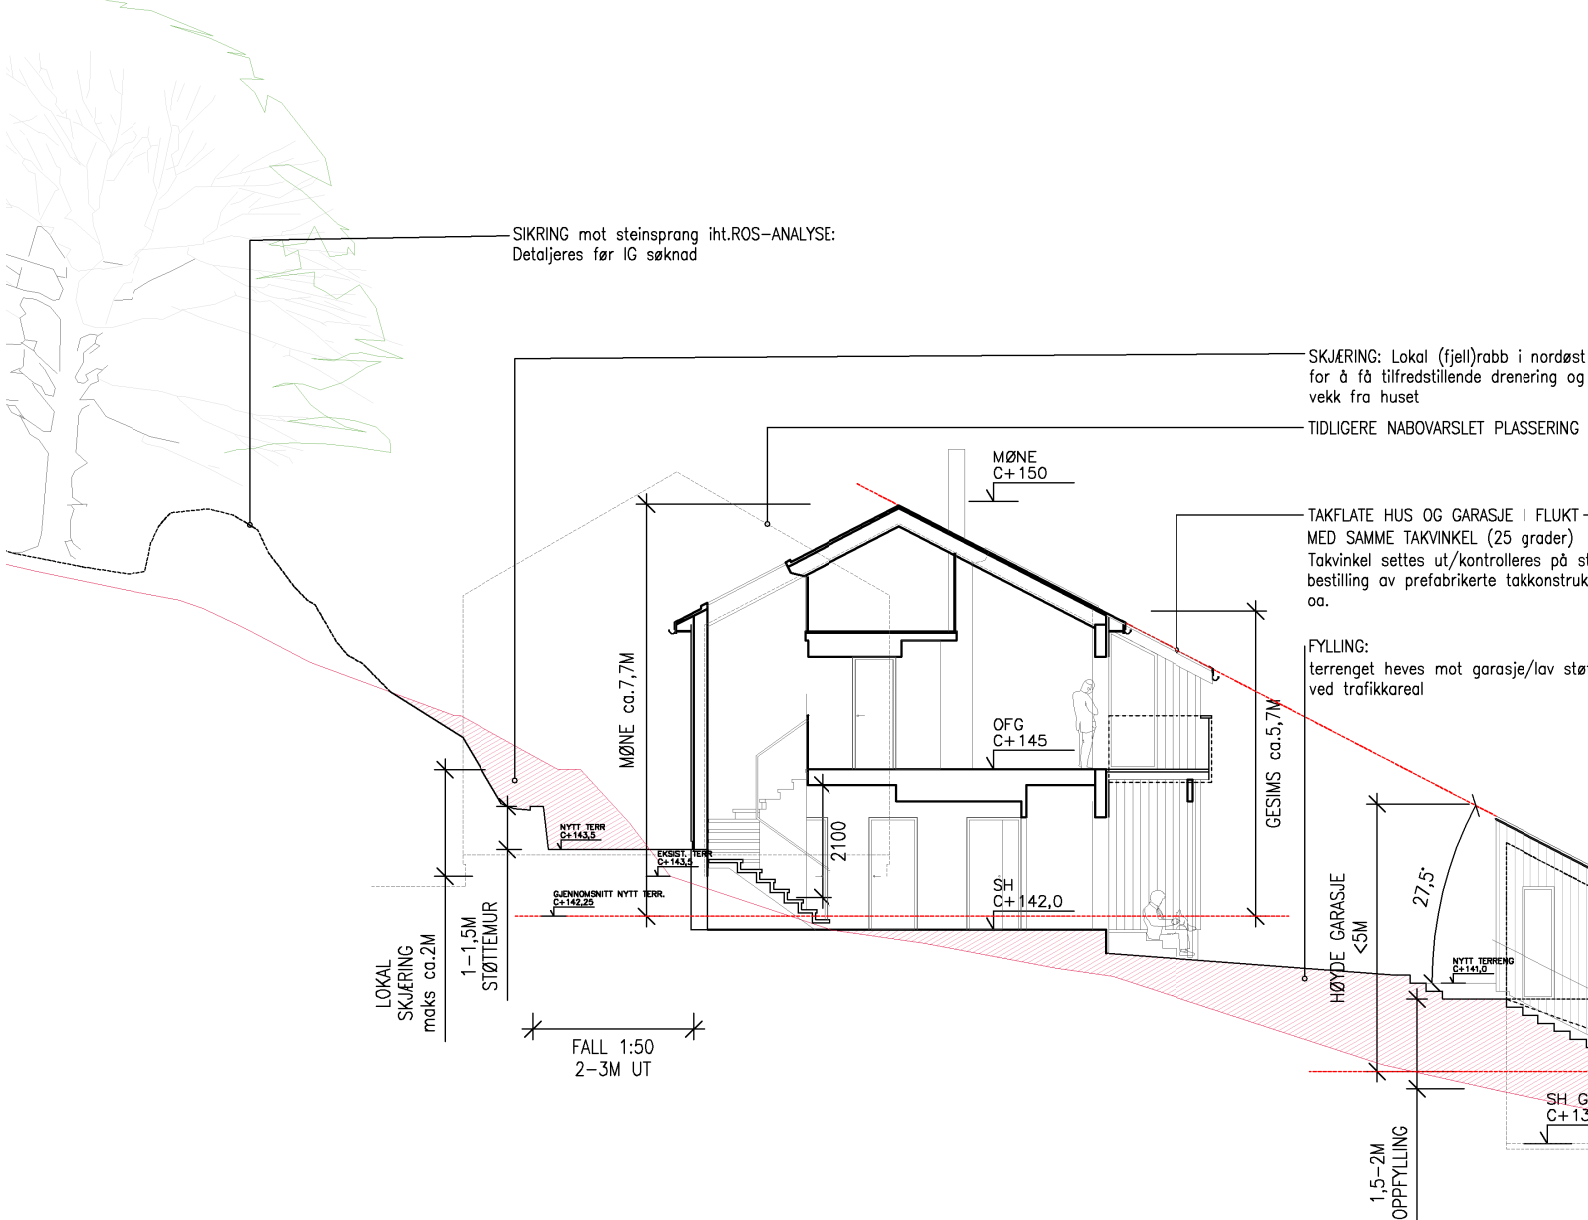 SIKRING mot steinsprang iht.ROS-ANALYSE:
Detaljeres før IG søknad
SKJÆRING: Lokal (fjell)rabb i nordøst
for å få tilfredstillende drenering og
vekk fra huset
TIDLIGERE NABOVARSLET PLASSERING
MØNE
C+150
TAKFLATE HUS OG GARASJE I FLUKT -
MED SAMME TAKVINKEL (25 grader)
Takvinkel settes ut/kontrolleres på st
bestilling av prefabrikerte takkonstruk
oa.
FYLLING:
terrenget heves mot garasje/lav stø
ved trafikkareal
MØNE ca.7,7M
OFG
C+145
GESIMS ca.5,7M
2100
NYTT TERR
C+143,5
EKSIST. TERR
C+143,5
GJENNOMSNITT NYTT TERR.
C+142,25
SH
C+142,0
HØYDE GARASJE
<5M
27,5°
NYTT TERRENG
C+141,0
LOKAL
SKJÆRING
maks ca.2M
1-1,5M
STØTTEMUR
FALL 1:50
2-3M UT
SH G
C+13
1,5-2M
OPPFYLLING